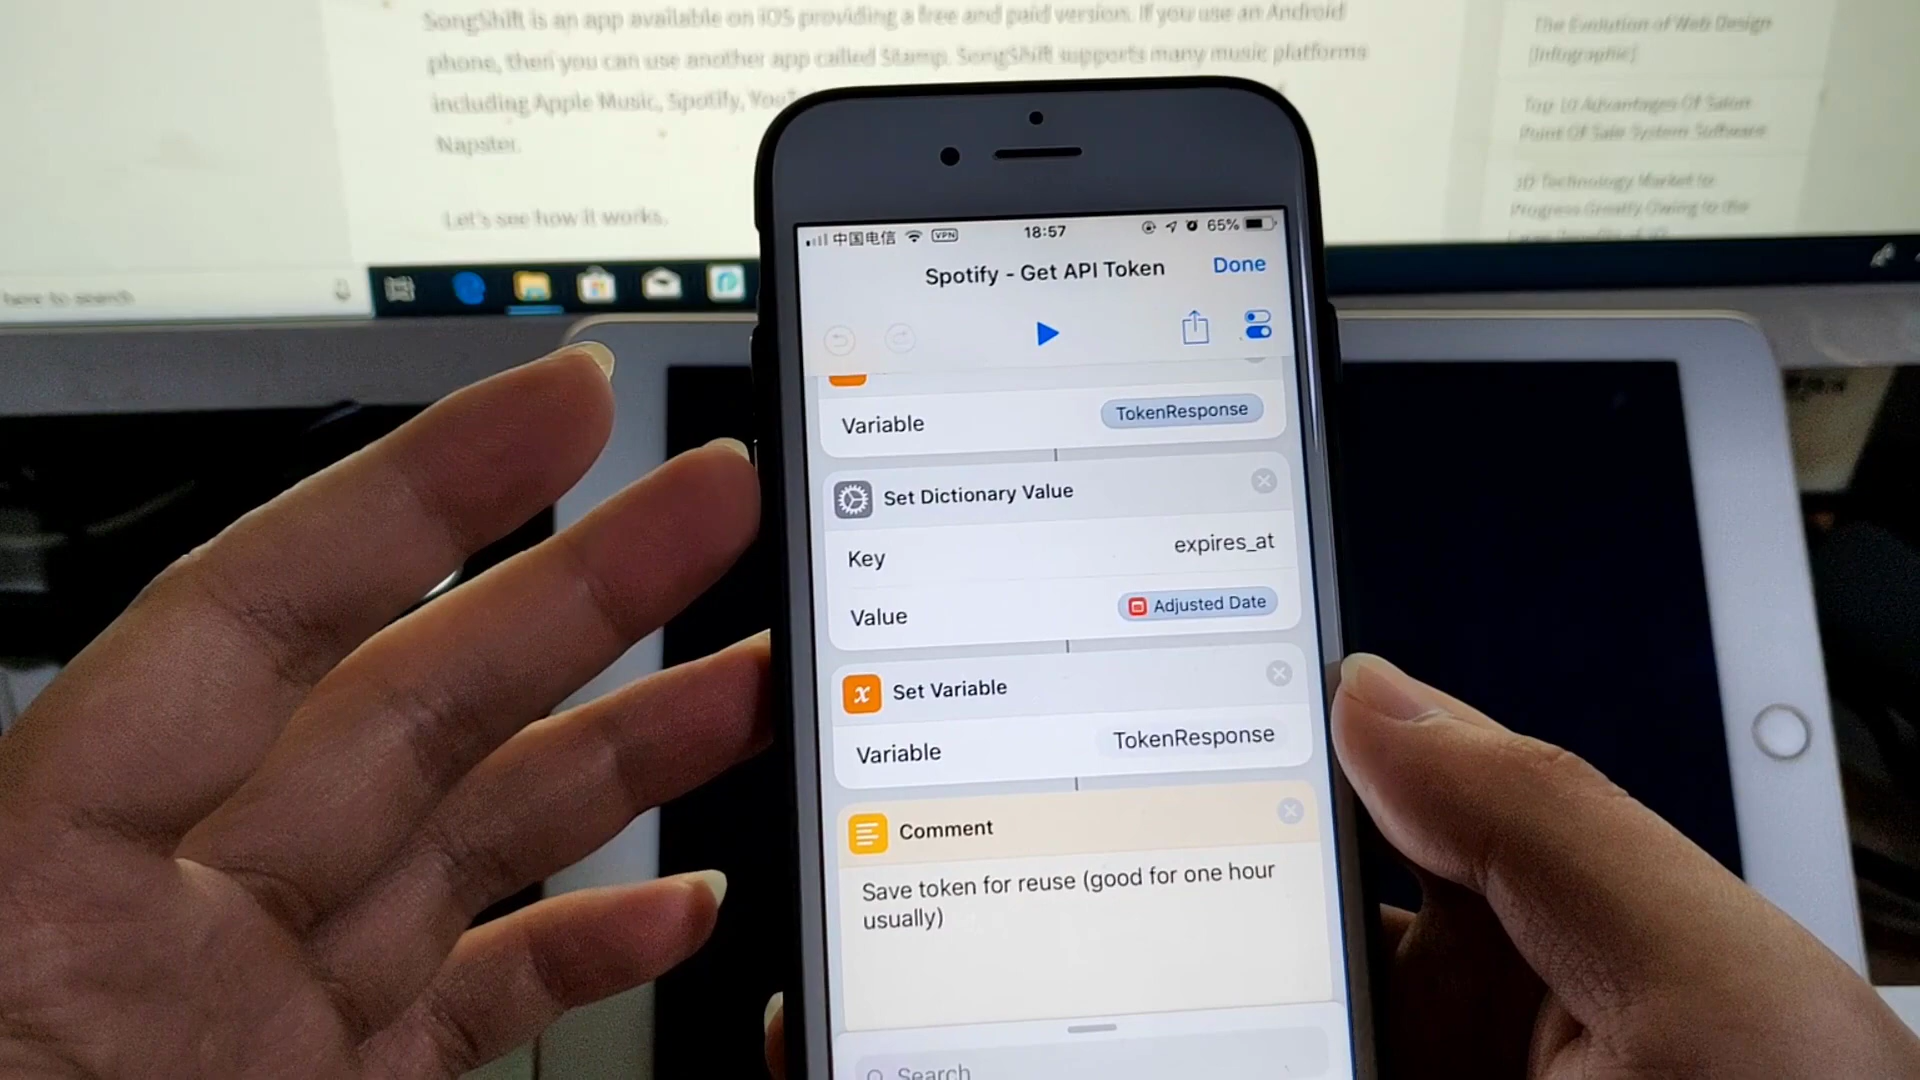 SongShift is an app available on iOS providing a free and paid version. If you use an Android
phone, then you can use another app called Stamp. SongShift supports many music platforms
including Apple Music, Spotify, You
Napster.
Let's see how it works.
The Evolution of Web Design
[Infographic]
Top 10 Advantages Of Salon
Point Of Sale System Software
3D Technology Market to
Progress Greatly Owing to the
here to search
中国电信 VPN 18:57 65%
Spotify - Get API Token Done
Variable TokenResponse
Set Dictionary Value
Key expires_at
Value Adjusted Date
x Set Variable
Variable TokenResponse
Comment
Save token for reuse (good for one hour
usually)
Search